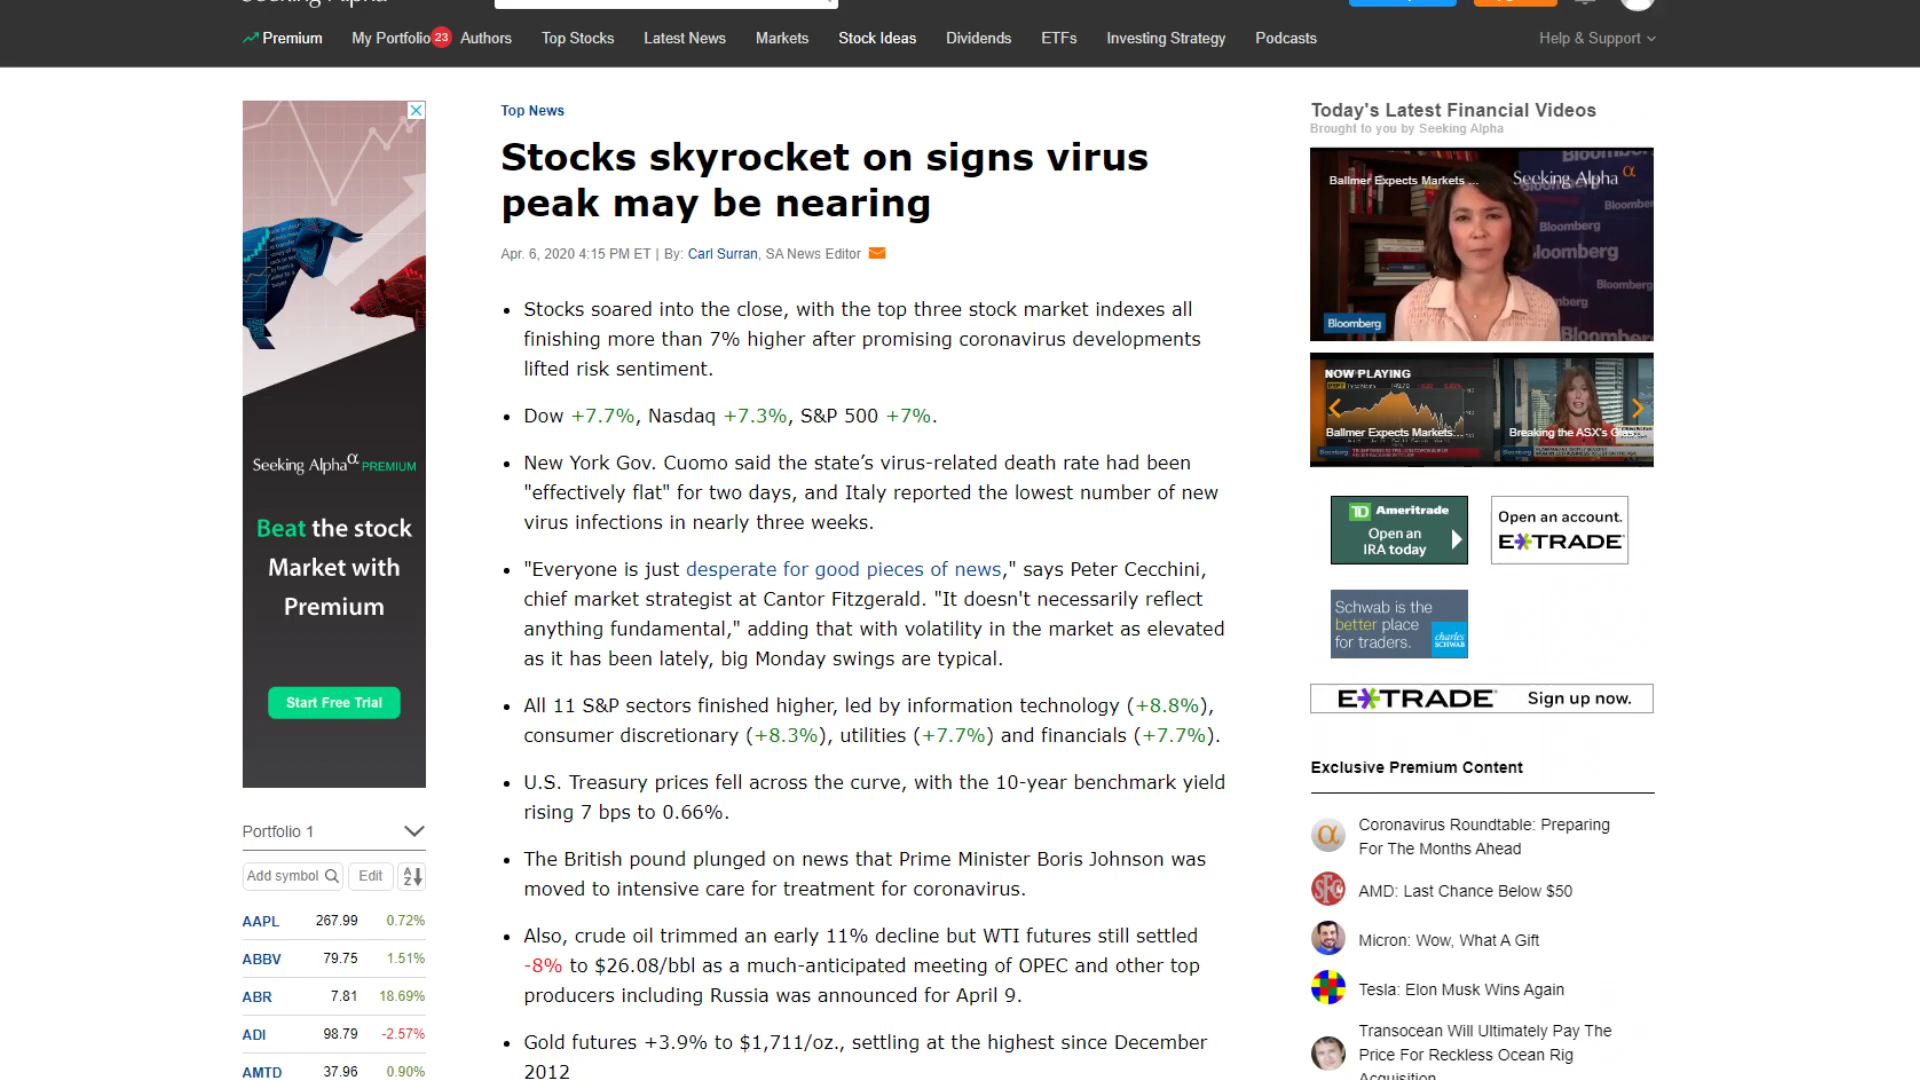 Seeking Alpha
Premium
My Portfolio 23
Authors
Top Stocks
Latest News
Markets
Stock Ideas
Dividends
ETFs
Investing Strategy
Podcasts
Help & Support
Seeking Alphaα PREMIUM
Beat the stock
Market with
Premium
Start Free Trial
Portfolio 1
Add symbol
Edit
AZ
AAPL 267.99 0.72%
ABBV 79.75 1.51%
ABR 7.81 18.69%
ADI 98.79 -2.57%
AMTD 37.96 0.90%
Top News
Stocks skyrocket on signs virus
peak may be nearing
Apr. 6, 2020 4:15 PM ET | By: Carl Surran, SA News Editor
• Stocks soared into the close, with the top three stock market indexes all
finishing more than 7% higher after promising coronavirus developments
lifted risk sentiment.
• Dow +7.7%, Nasdaq +7.3%, S&P 500 +7%.
• New York Gov. Cuomo said the state’s virus-related death rate had been
"effectively flat" for two days, and Italy reported the lowest number of new
virus infections in nearly three weeks.
• "Everyone is just desperate for good pieces of news," says Peter Cecchini,
chief market strategist at Cantor Fitzgerald. "It doesn't necessarily reflect
anything fundamental," adding that with volatility in the market as elevated
as it has been lately, big Monday swings are typical.
• All 11 S&P sectors finished higher, led by information technology (+8.8%),
consumer discretionary (+8.3%), utilities (+7.7%) and financials (+7.7%).
• U.S. Treasury prices fell across the curve, with the 10-year benchmark yield
rising 7 bps to 0.66%.
• The British pound plunged on news that Prime Minister Boris Johnson was
moved to intensive care for treatment for coronavirus.
• Also, crude oil trimmed an early 11% decline but WTI futures still settled
-8% to $26.08/bbl as a much-anticipated meeting of OPEC and other top
producers including Russia was announced for April 9.
• Gold futures +3.9% to $1,711/oz., settling at the highest since December
2012
Today's Latest Financial Videos
Brought to you by Seeking Alpha
Ballmer Expects Markets ...
Seeking Alpha α
Bloomberg
Bloomberg
Bloomberg
Bloomberg
NOW PLAYING
Ballmer Expects Markets...
Breaking the ASX's
TD Ameritrade
Open an
IRA today
Open an account.
E*TRADE
Schwab is the
better place
for traders.
charles
SCHWAB
E*TRADE
Sign up now.
Exclusive Premium Content
Coronavirus Roundtable: Preparing
For The Months Ahead
AMD: Last Chance Below $50
Micron: Wow, What A Gift
Tesla: Elon Musk Wins Again
Transocean Will Ultimately Pay The
Price For Reckless Ocean Rig
Acquisition